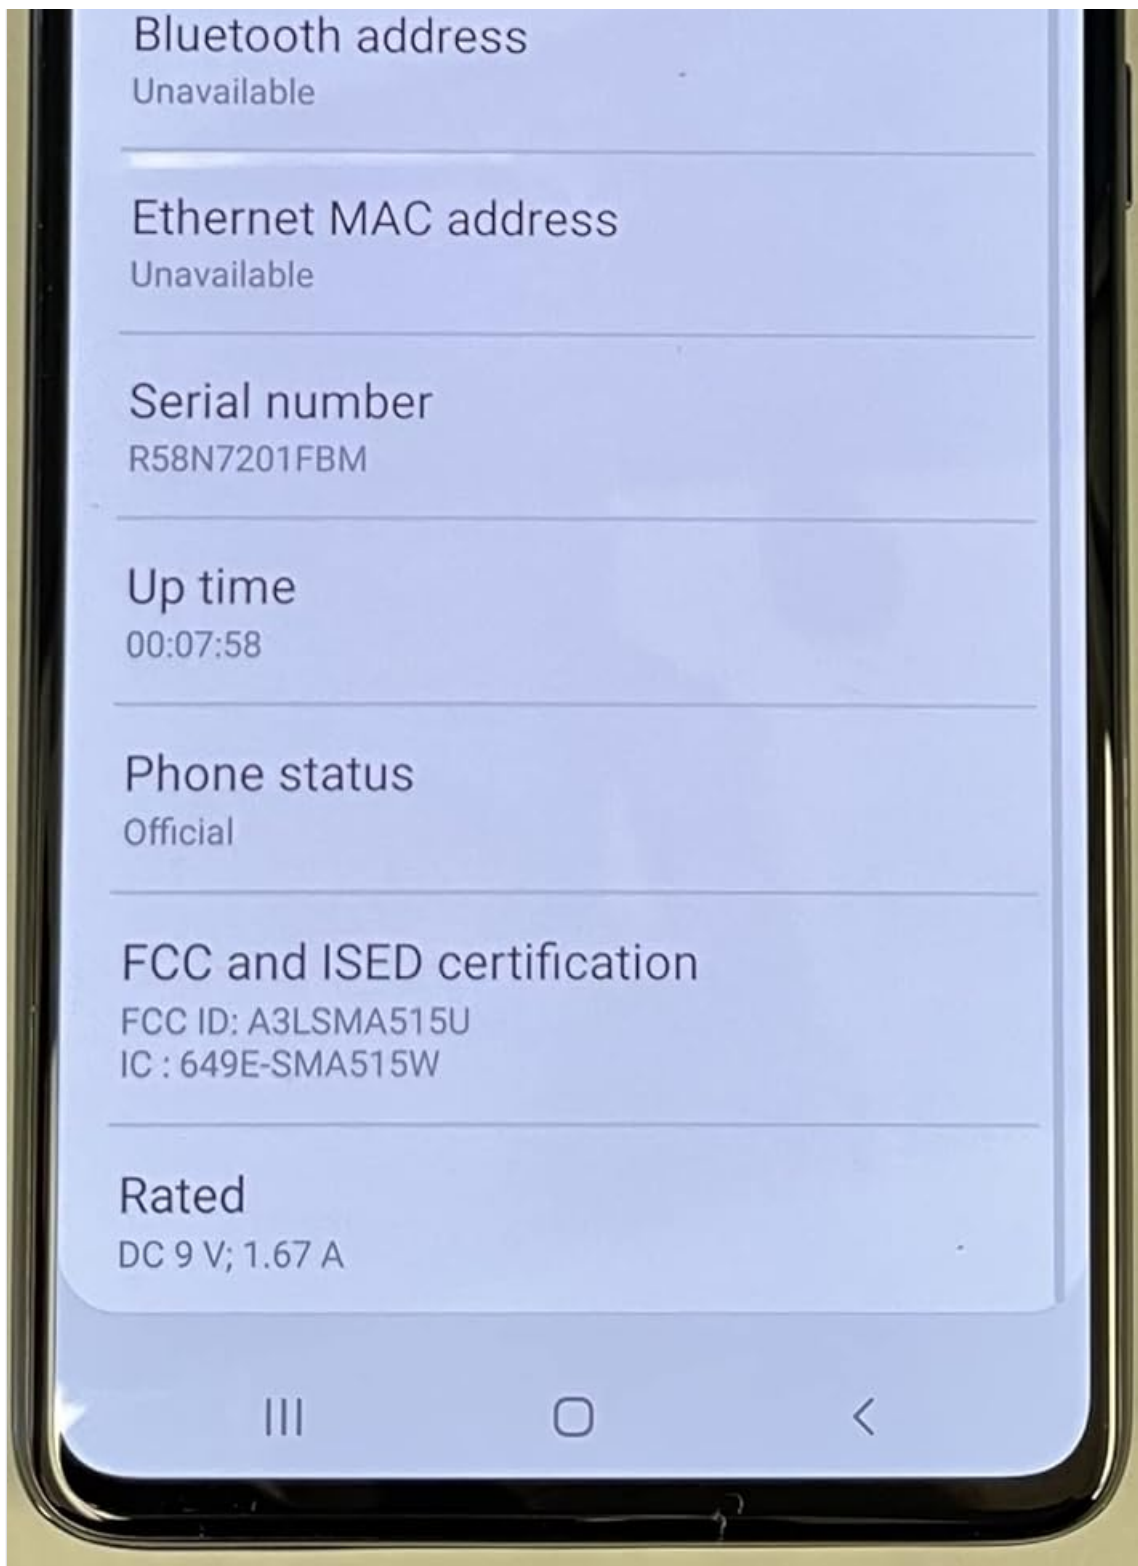 Bluetooth address
Unavailable
Ethernet MAC address
Unavailable
Serial number
R58N7201FBM
Up time
00:07:58
Phone status
Official
FCC and ISED certification
FCC ID: A3LSMA515U
IC : 649E-SMA515W
Rated
DC 9 V; 1.67 A